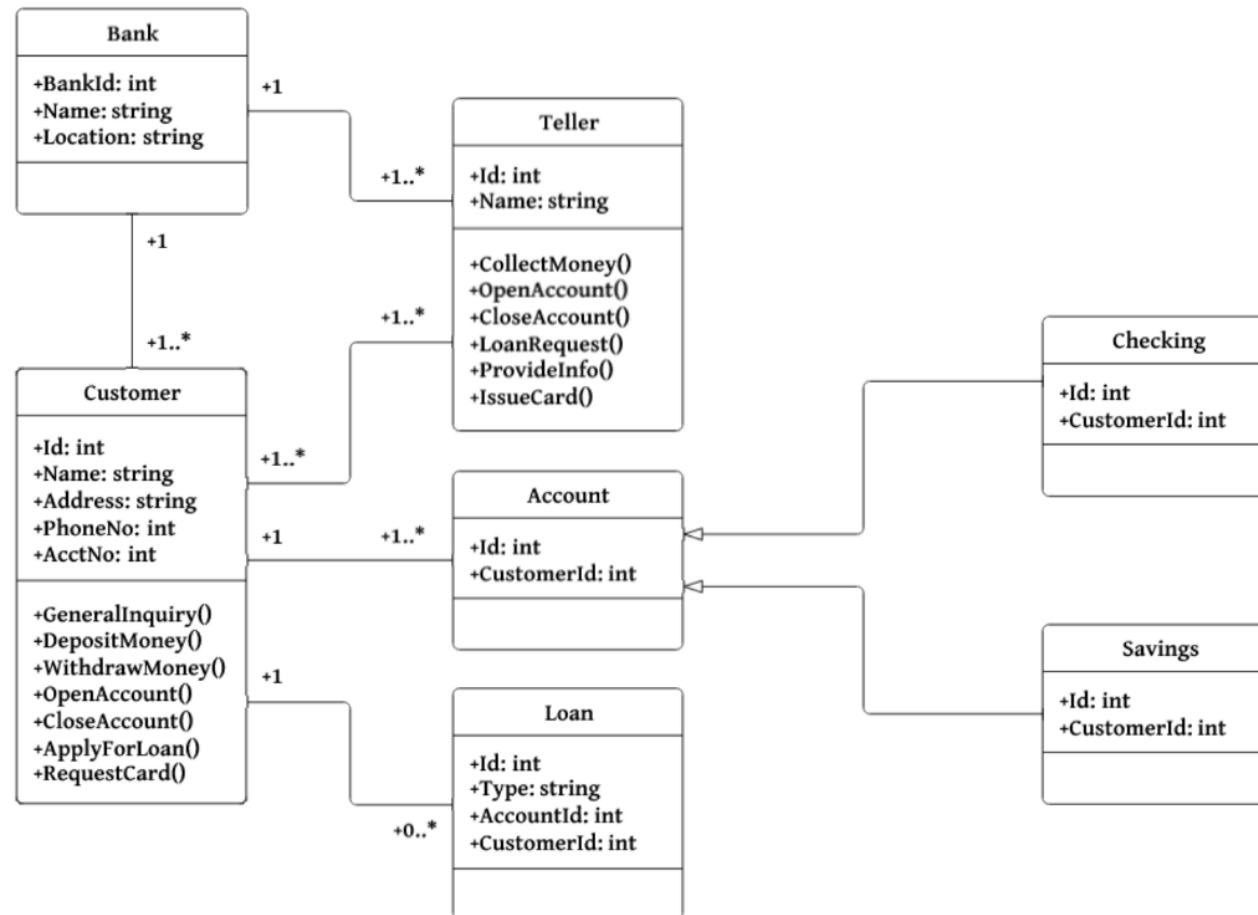 Bank
+BankId: int
+Name: string
+Location: string
+1
+1..*
Teller
+Id: int
+Name: string
+CollectMoney()
+OpenAccount()
+CloseAccount()
+LoanRequest()
+ProvideInfo()
+IssueCard()
+1
+1..*
Customer
+Id: int
+Name: string
+Address: string
+PhoneNo: int
+AcctNo: int
+GeneralInquiry()
+DepositMoney()
+WithdrawMoney()
+OpenAccount()
+CloseAccount()
+ApplyForLoan()
+RequestCard()
+1..*
+1..*
+1
+1..*
Account
+Id: int
+CustomerId: int
+1
+0..*
Loan
+Id: int
+Type: string
+AccountId: int
+CustomerId: int
Checking
+Id: int
+CustomerId: int
Savings
+Id: int
+CustomerId: int